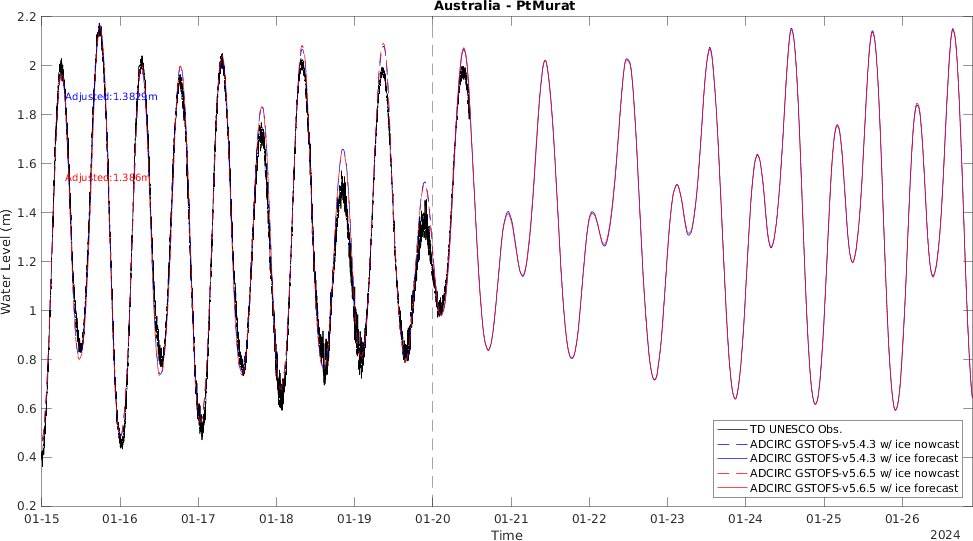 Australia - PtMurat
2.2
2
1.8
1.6
1.4
1.2
1
0.8
0.6
0.4
0.2
Water Level (m)
Adjusted:1.3829m
Adjusted:1.386m
TD UNESCO Obs.
ADCIRC GSTOFS-v5.4.3 w/ ice nowcast
ADCIRC GSTOFS-v5.4.3 w/ ice forecast
ADCIRC GSTOFS-v5.6.5 w/ ice nowcast
ADCIRC GSTOFS-v5.6.5 w/ ice forecast
01-15 01-16 01-17 01-18 01-19 01-20 01-21 01-22 01-23 01-24 01-25 01-26
Time
2024